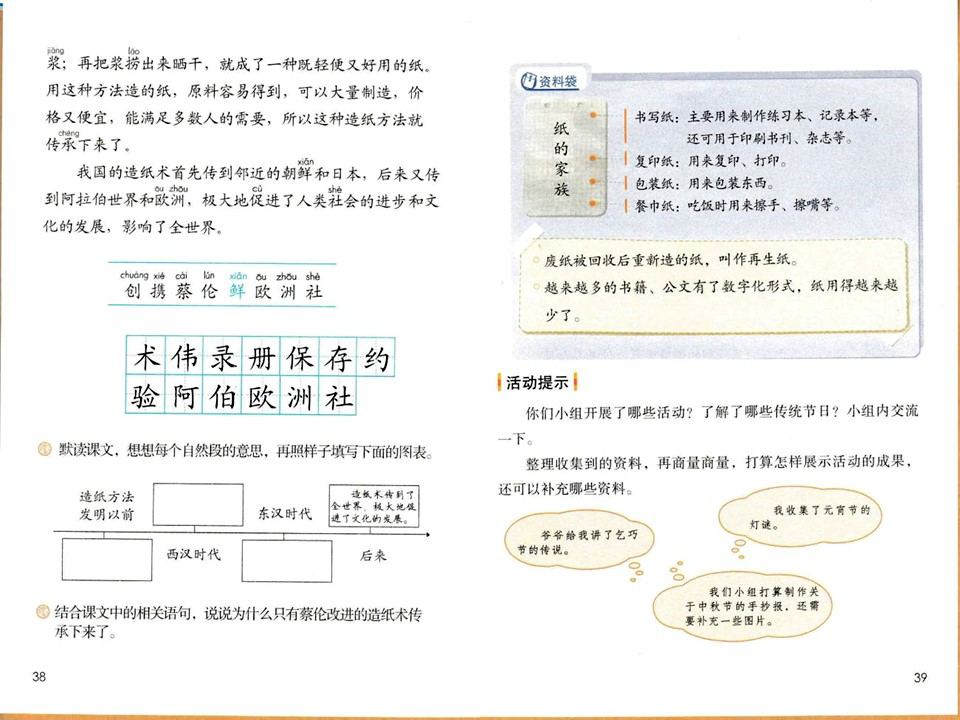 jiāng lāo
浆；再把浆捞出来晒干，就成了一种既轻便又好用的纸。
用这种方法造的纸，原料容易得到，可以大量制造，价
格又便宜，能满足多数人的需要，所以这种造纸方法就
chéng
传承下来了。
xiǎn
我国的造纸术首先传到邻近的朝鲜和日本，后来又传
ōu zhōu cù shè
到阿拉伯世界和欧洲，极大地促进了人类社会的进步和文
化的发展，影响了全世界。
chuàng xié cài lún xiān ōu zhōu shè
创 携 蔡 伦 鲜 欧 洲 社
术 伟 录 册 保 存 约
验 阿 伯 欧 洲 社
默读课文，想想每个自然段的意思，再照样子填写下面的图表。
造纸方法
发明以前
西汉时代
东汉时代
造纸术传到了
全世界，极大地促
进了文化的发展。
后来
结合课文中的相关语句，说说为什么只有蔡伦改进的造纸术传
承下来了。
38
资料袋
纸的家族
书写纸：主要用来制作练习本、记录本等，
还可用于印刷书刊、杂志等。
复印纸：用来复印、打印。
包装纸：用来包装东西。
餐巾纸：吃饭时用来擦手、擦嘴等。
废纸被回收后重新造的纸，叫作再生纸。
越来越多的书籍、公文有了数字化形式，纸用得越来越
少了。
活动提示
你们小组开展了哪些活动？了解了哪些传统节日？小组内交流
一下。
整理收集到的资料，再商量商量，打算怎样展示活动的成果，
还可以补充哪些资料。
爷爷给我讲了乞巧
节的传说。
我收集了元宵节的
灯谜。
我们小组打算制作关
于中秋节的手抄报，还需
要补充一些图片。
39